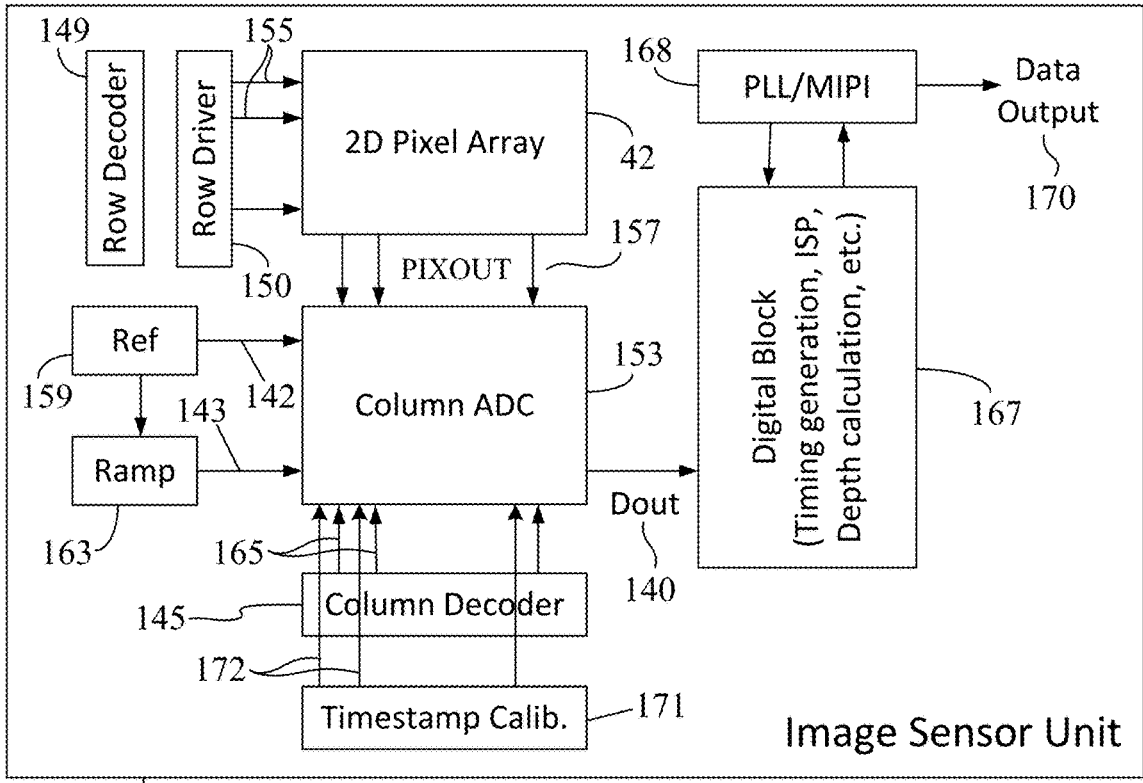 149
Row Decoder
Row Driver
155
150
2D Pixel Array
42
168
PLL/MIPI
Data
Output
170
PIXOUT
157
Ref
159
142
143
Ramp
163
Column ADC
153
Dout
140
Digital Block
(Timing generation, ISP,
Depth calculation, etc.)
167
165
145
Column Decoder
172
Timestamp Calib.
171
Image Sensor Unit